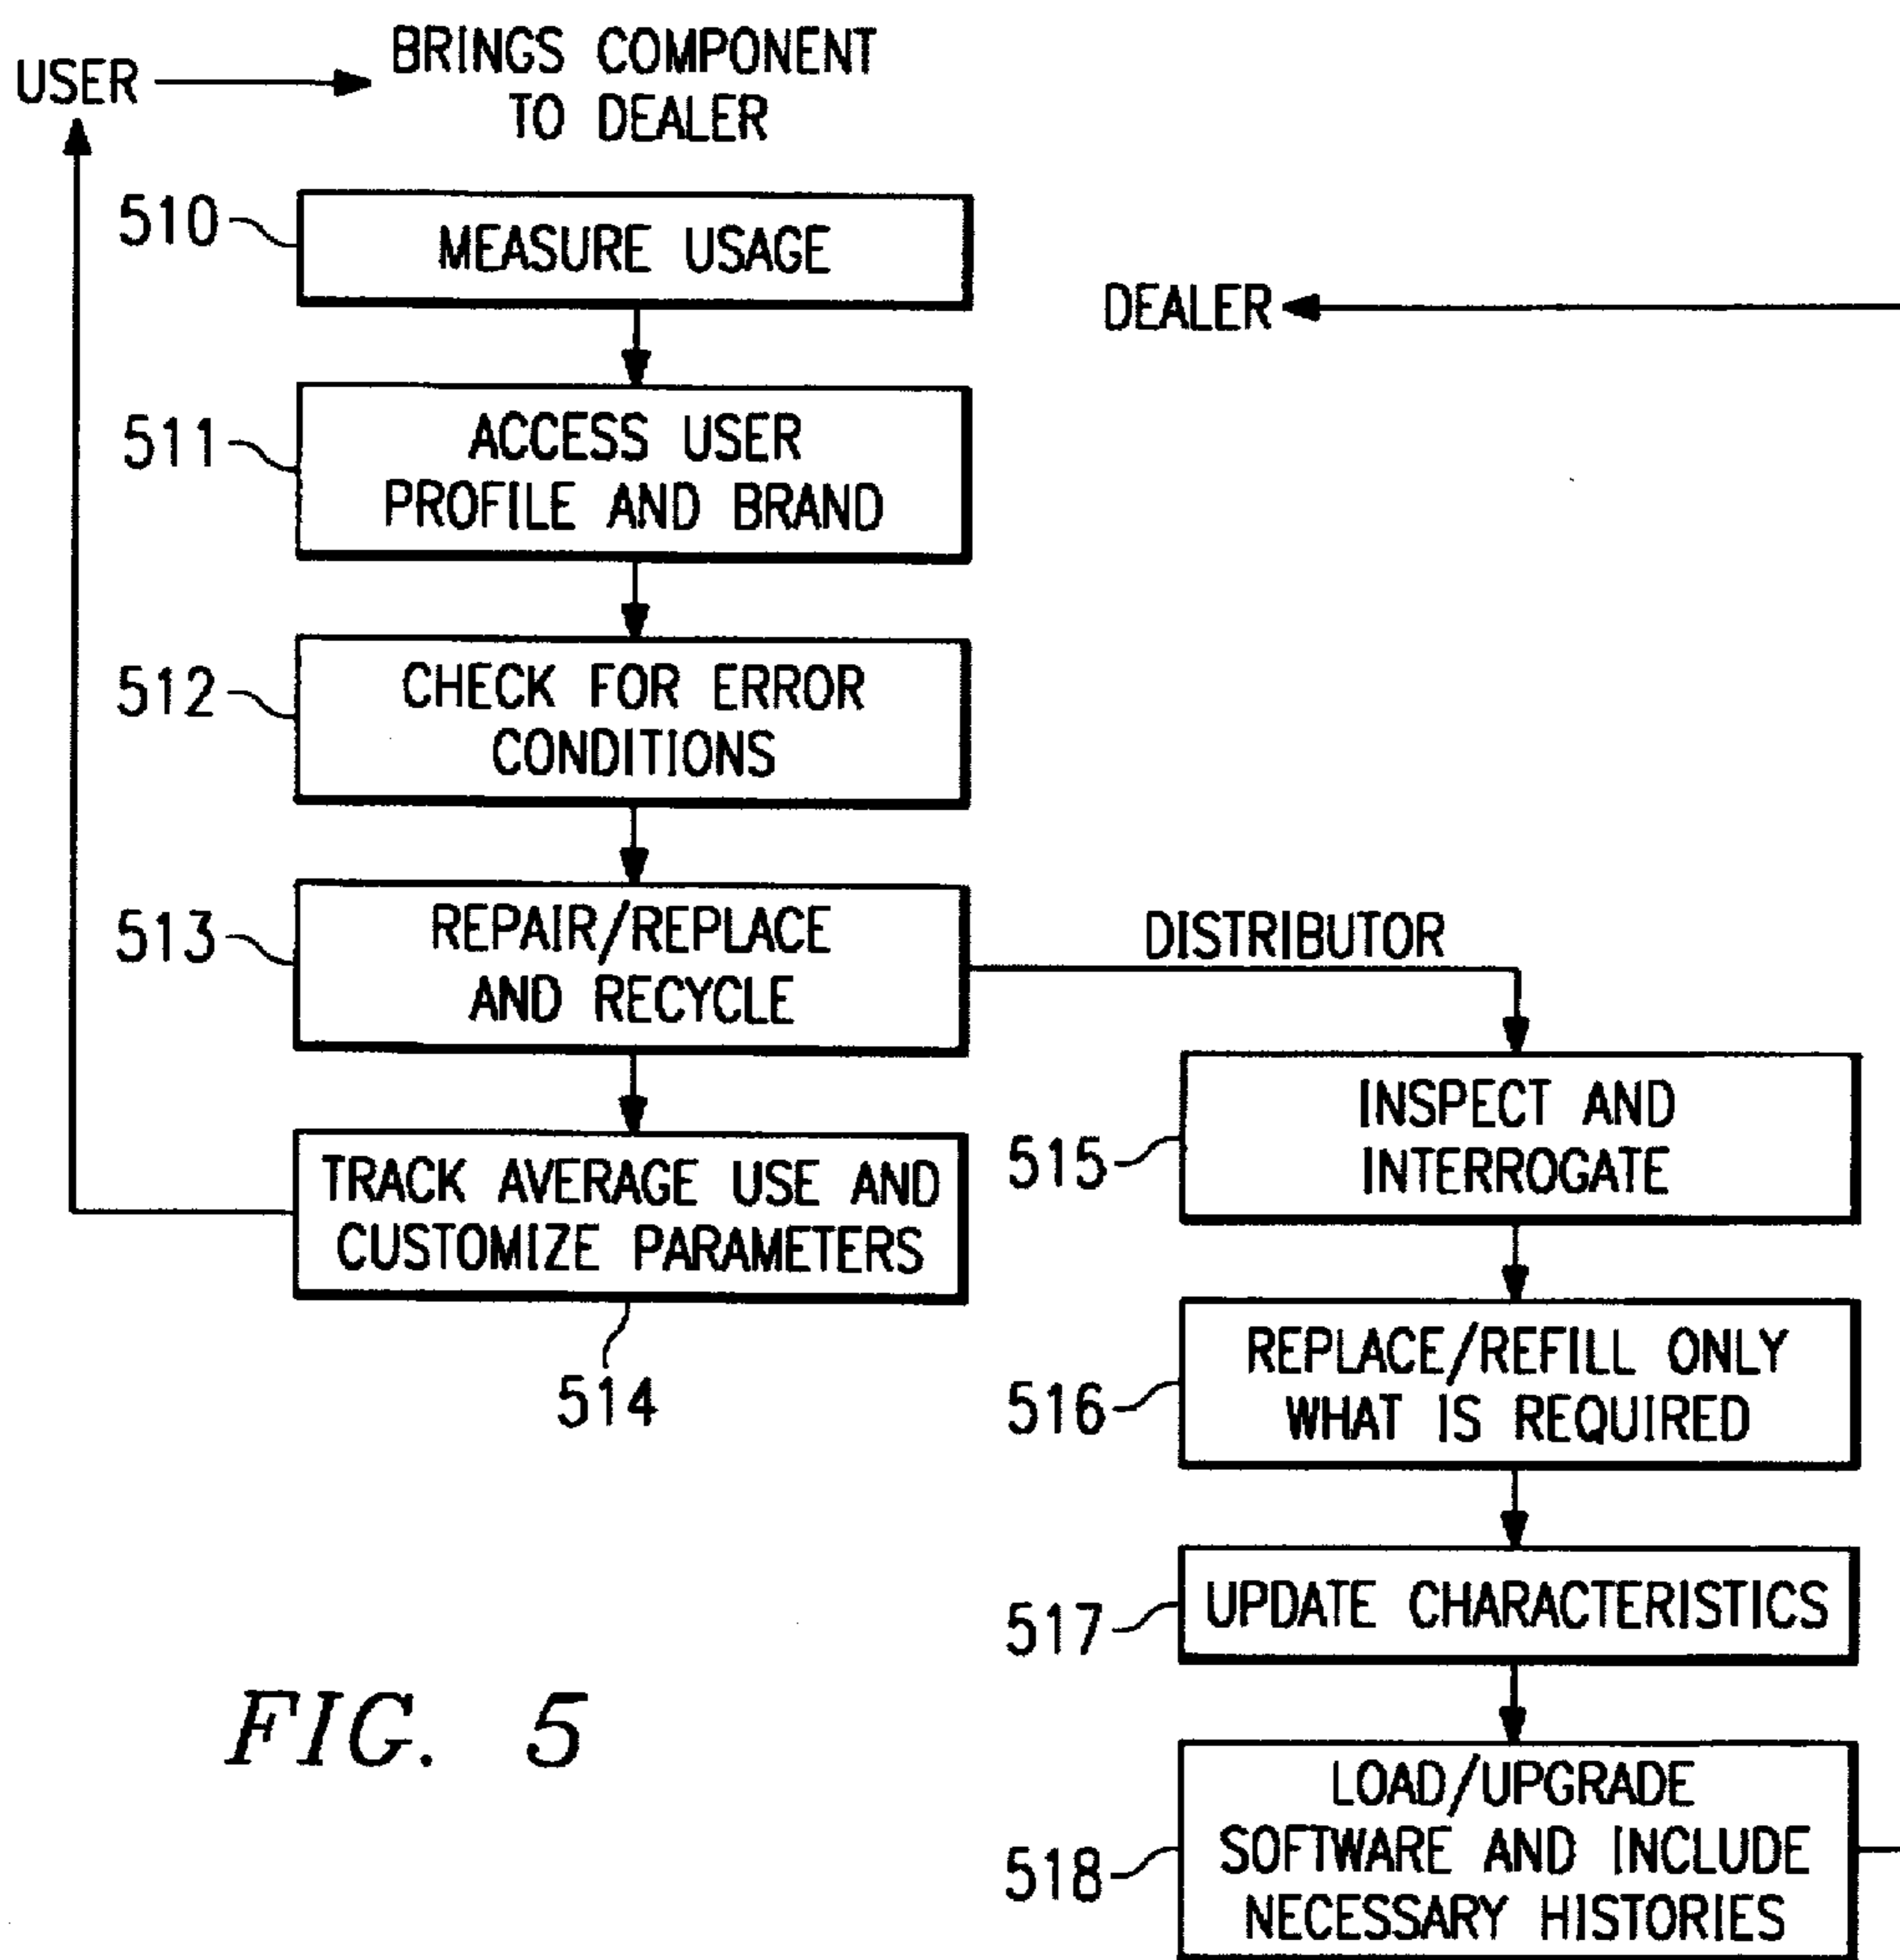 USER
BRINGS COMPONENT
TO DEALER
510
MEASURE USAGE
DEALER
511
ACCESS USER
PROFILE AND BRAND
512
CHECK FOR ERROR
CONDITIONS
513
REPAIR/REPLACE
AND RECYCLE
DISTRIBUTOR
TRACK AVERAGE USE AND
CUSTOMIZE PARAMETERS
514
515
INSPECT AND
INTERROGATE
516
REPLACE/REFILL ONLY
WHAT IS REQUIRED
517
UPDATE CHARACTERISTICS
518
LOAD/UPGRADE
SOFTWARE AND INCLUDE
NECESSARY HISTORIES
FIG. 5